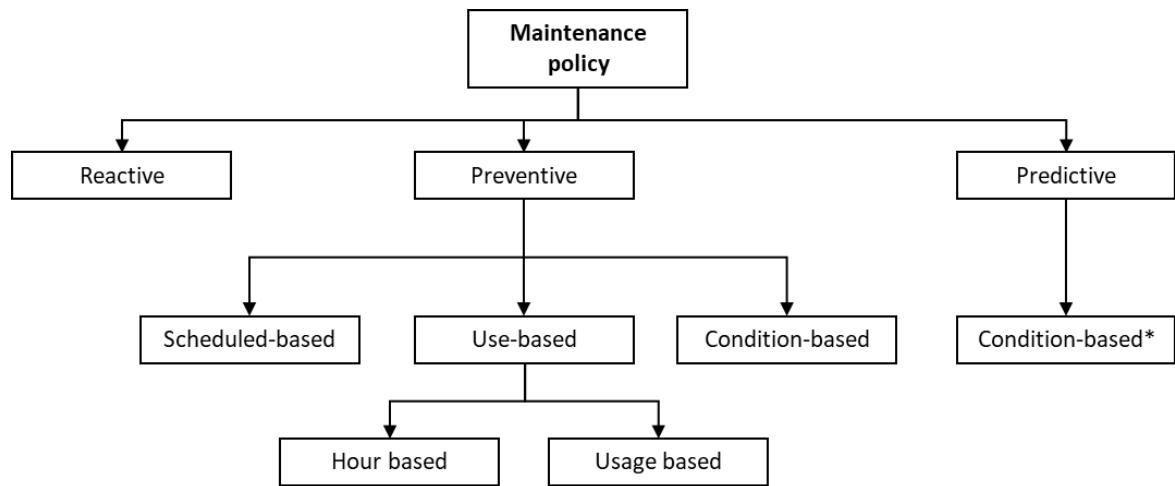 Maintenance
policy
Reactive
Preventive
Predictive
Scheduled-based
Use-based
Condition-based
Condition-based*
Hour based
Usage based